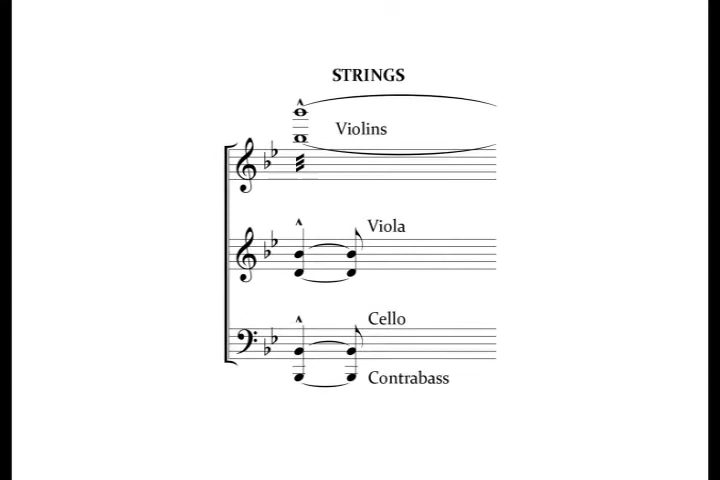 STRINGS
Violins
Viola
Cello
Contrabass